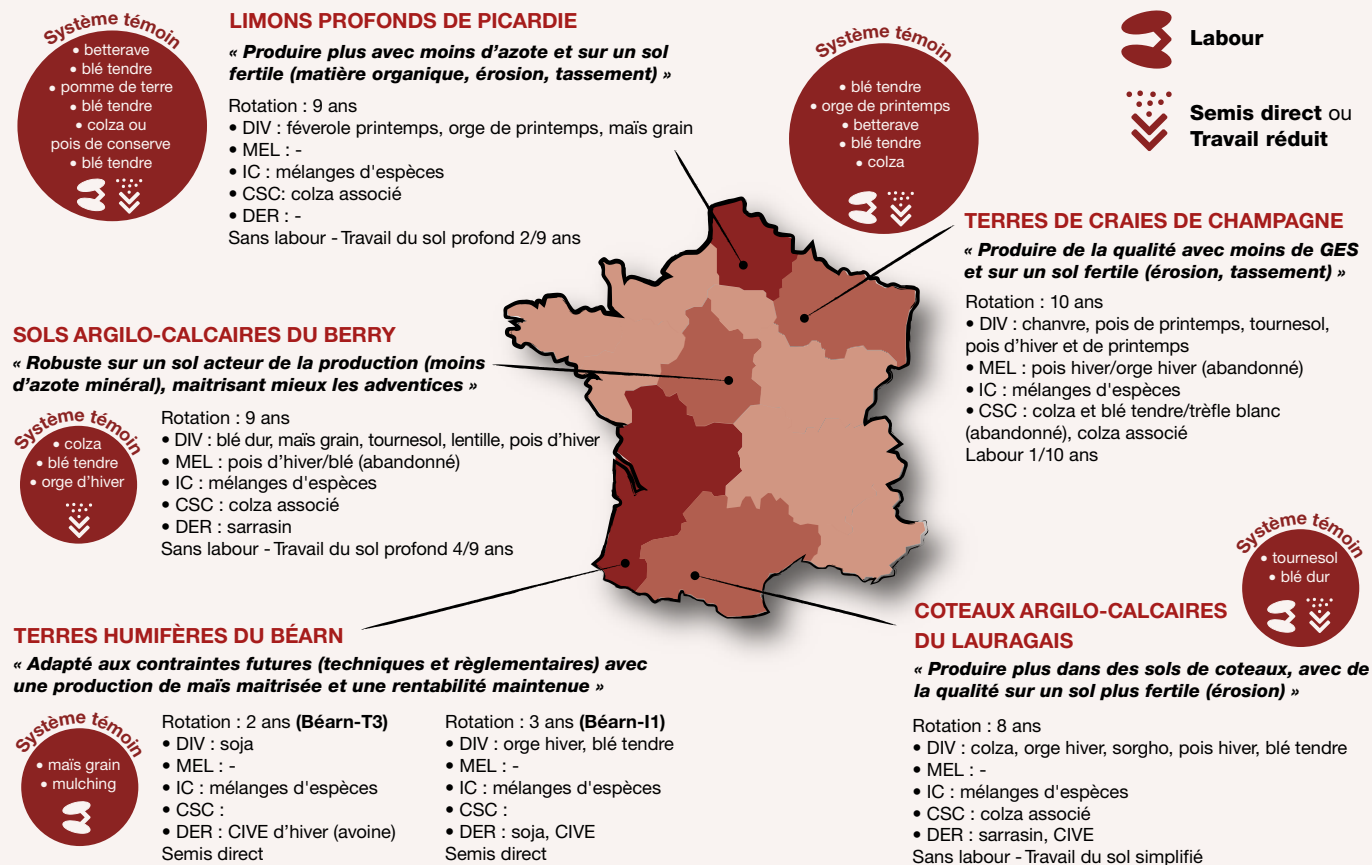 Système témoin
• betterave
• blé tendre
• pomme de terre
• blé tendre
• colza ou
pois de conserve
• blé tendre
LIMONS PROFONDS DE PICARDIE
« Produire plus avec moins d'azote et sur un sol
fertile (matière organique, érosion, tassement) »
Rotation : 9 ans
• DIV : féverole printemps, orge de printemps, maïs grain
• MEL : -
• IC : mélanges d'espèces
• CSC: colza associé
• DER : -
Sans labour - Travail du sol profond 2/9 ans
Système témoin
• blé tendre
• orge de printemps
• betterave
• blé tendre
• colza
Labour
Semis direct ou
Travail réduit
TERRES DE CRAIES DE CHAMPAGNE
« Produire de la qualité avec moins de GES
et sur un sol fertile (érosion, tassement) »
Rotation : 10 ans
• DIV : chanvre, pois de printemps, tournesol,
pois d'hiver et de printemps
• MEL : pois hiver/orge hiver (abandonné)
• IC : mélanges d'espèces
• CSC : colza et blé tendre/trèfle blanc
(abandonné), colza associé
Labour 1/10 ans
SOLS ARGILO-CALCAIRES DU BERRY
« Robuste sur un sol acteur de la production (moins
d'azote minéral), maitrisant mieux les adventices »
Système témoin
• colza
• blé tendre
• orge d'hiver
Rotation : 9 ans
• DIV : blé dur, maïs grain, tournesol, lentille, pois d'hiver
• MEL : pois d'hiver/blé (abandonné)
• IC : mélanges d'espèces
• CSC : colza associé
• DER : sarrasin
Sans labour - Travail du sol profond 4/9 ans
TERRES HUMIFÈRES DU BÉARN
« Adapté aux contraintes futures (techniques et règlementaires) avec
une production de maïs maitrisée et une rentabilité maintenue »
Système témoin
• maïs grain
• mulching
Rotation : 2 ans (Béarn-T3)
• DIV : soja
• MEL : -
• IC : mélanges d'espèces
• CSC :
• DER : CIVE d'hiver (avoine)
Semis direct
Rotation : 3 ans (Béarn-I1)
• DIV : orge hiver, blé tendre
• MEL : -
• IC : mélanges d'espèces
• CSC :
• DER : soja, CIVE
Semis direct
Système témoin
• tournesol
• blé dur
COTEAUX ARGILO-CALCAIRES
DU LAURAGAIS
« Produire plus dans des sols de coteaux, avec de
la qualité sur un sol plus fertile (érosion) »
Rotation : 8 ans
• DIV : colza, orge hiver, sorgho, pois hiver, blé tendre
• MEL : -
• IC : mélanges d'espèces
• CSC : colza associé
• DER : sarrasin, CIVE
Sans labour - Travail du sol simplifié